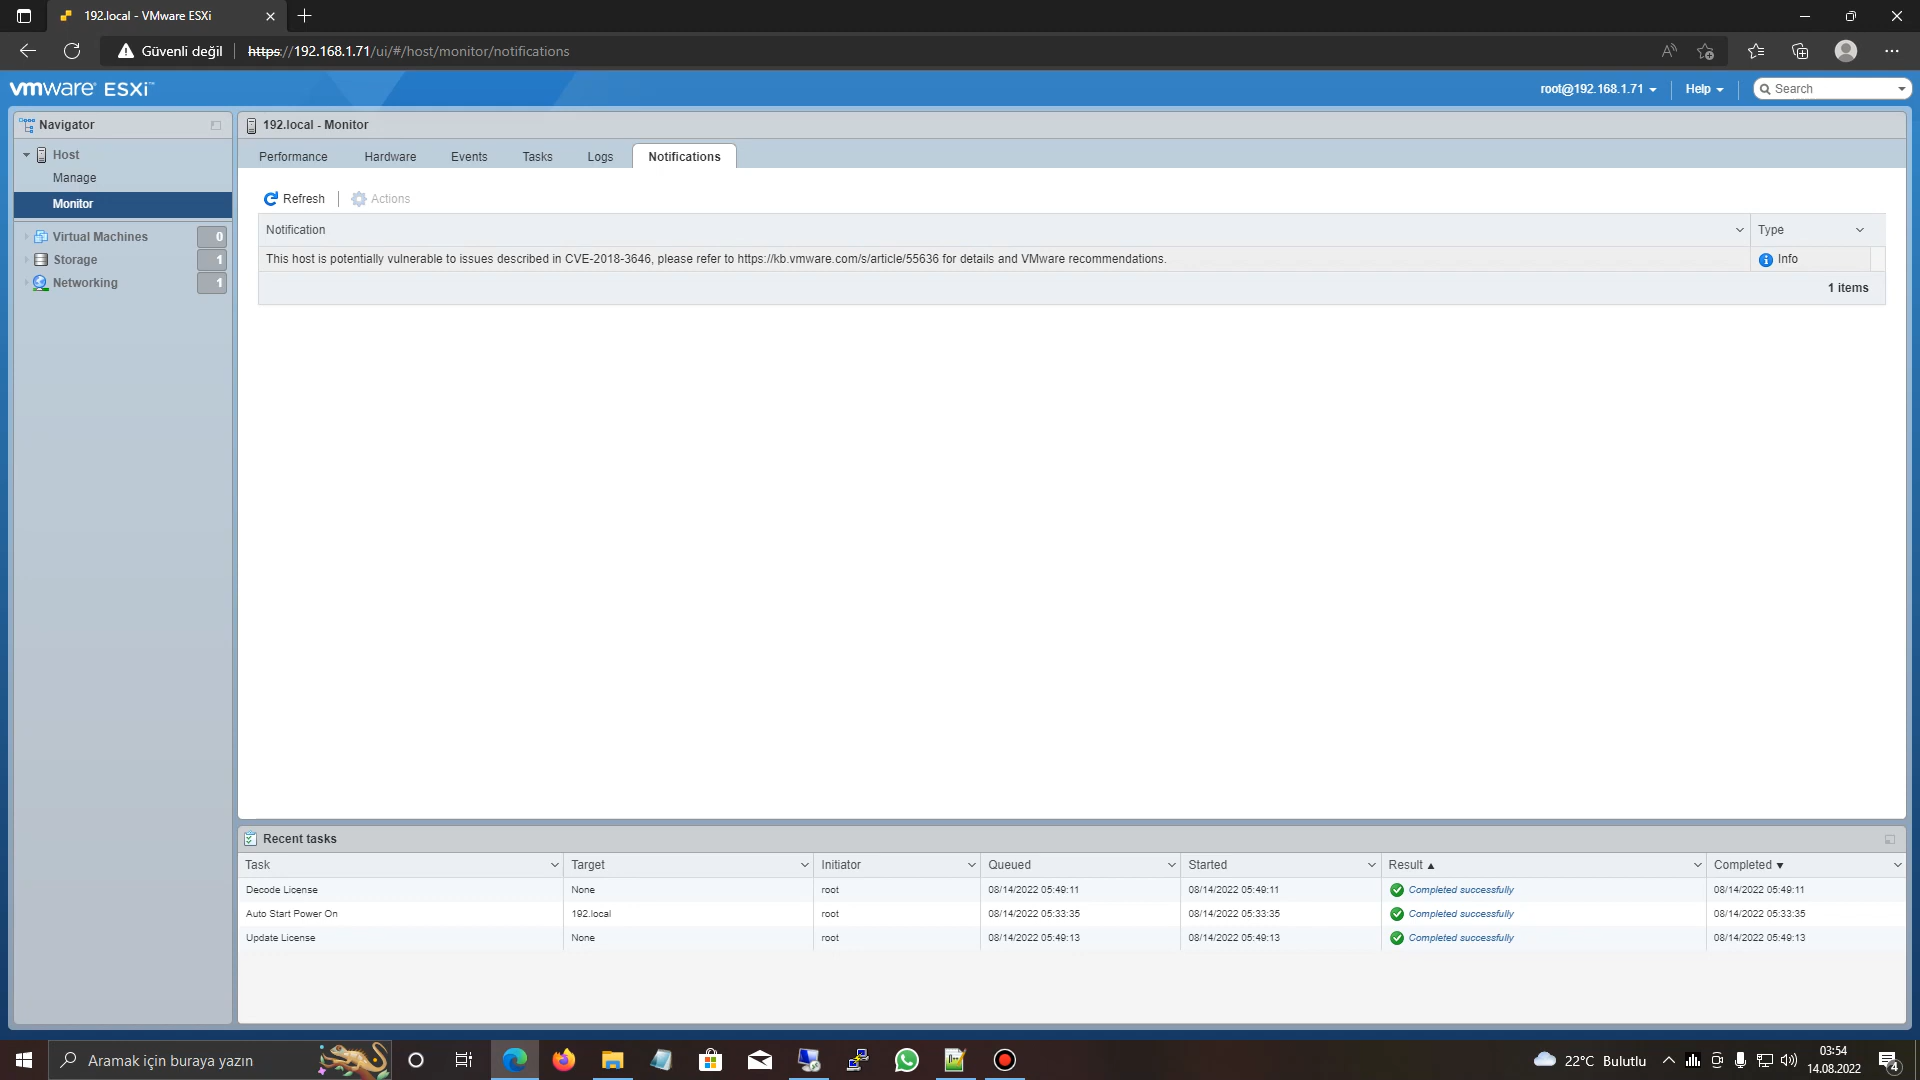 192.local - VMware ESXi
Güvenli değil
https://192.168.1.71/ui/#/host/monitor/notifications
vmware ESXi™
root@192.168.1.71
Help
Search
Navigator
Host
Manage
Monitor
Virtual Machines 0
Storage 1
Networking 1
192.local - Monitor
Performance Hardware Events Tasks Logs Notifications
Refresh Actions
Notification Type
This host is potentially vulnerable to issues described in CVE-2018-3646, please refer to https://kb.vmware.com/s/article/55636 for details and VMware recommendations. Info
1 items
Recent tasks
Task Target Initiator Queued Started Result Completed
Decode License None root 08/14/2022 05:49:11 08/14/2022 05:49:11 Completed successfully 08/14/2022 05:49:11
Auto Start Power On 192.local root 08/14/2022 05:33:35 08/14/2022 05:33:35 Completed successfully 08/14/2022 05:33:35
Update License None root 08/14/2022 05:49:13 08/14/2022 05:49:13 Completed successfully 08/14/2022 05:49:13
Aramak için buraya yazın
22°C Bulutlu
03:54
14.08.2022
4